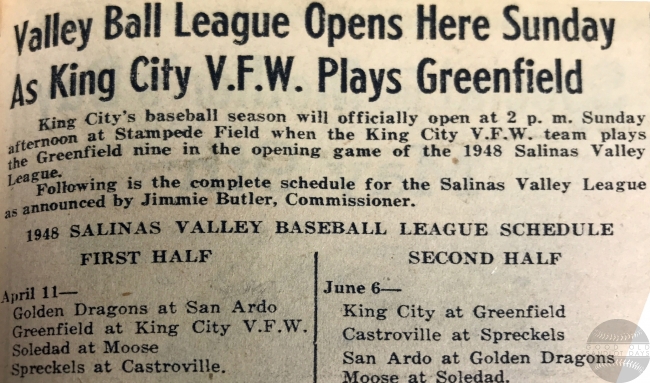 Valley Ball League Opens Here Sunday
As King City V.F.W. Plays Greenfield
King City's baseball season will officially open at 2 p. m. Sunday
afternoon at Stampede Field when the King City V.F.W. team plays
the Greenfield nine in the opening game of the 1948 Salinas Valley
League.
Following is the complete schedule for the Salinas Valley League
as announced by Jimmie Butler, Commissioner.
1948 SALINAS VALLEY BASEBALL LEAGUE SCHEDULE
FIRST HALF
April 11—
Golden Dragons at San Ardo
Greenfield at King City V.F.W.
Soledad at Moose
Spreckels at Castroville.
SECOND HALF
June 6—
King City at Greenfield
Castroville at Spreckels
San Ardo at Golden Dragons
Moose at Soledad.